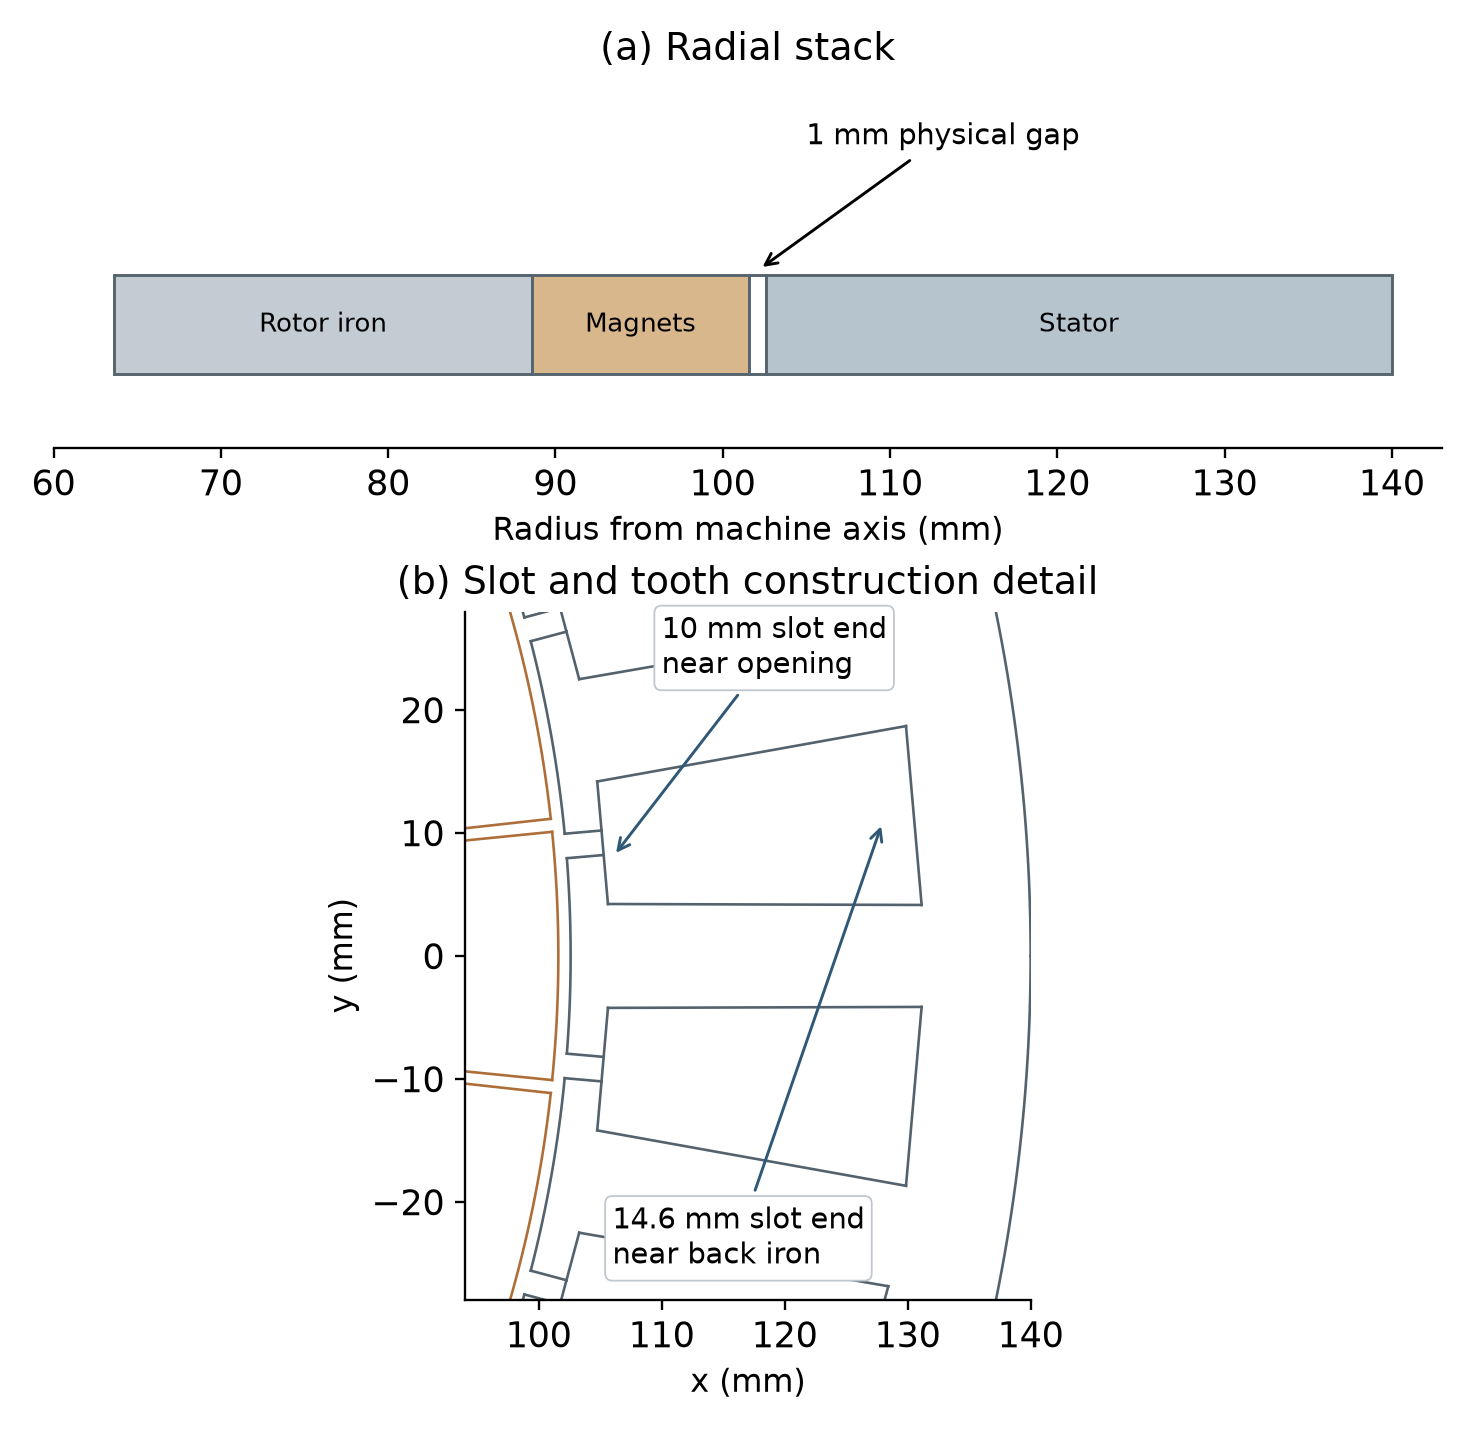 (a) Radial stack
1 mm physical gap
Rotor iron
Magnets
Stator
60
70
80
90
100
110
120
130
140
Radius from machine axis (mm)
(b) Slot and tooth construction detail
10 mm slot end
near opening
20
10
0
−10
−20
y (mm)
14.6 mm slot end
near back iron
100
110
120
130
140
x (mm)